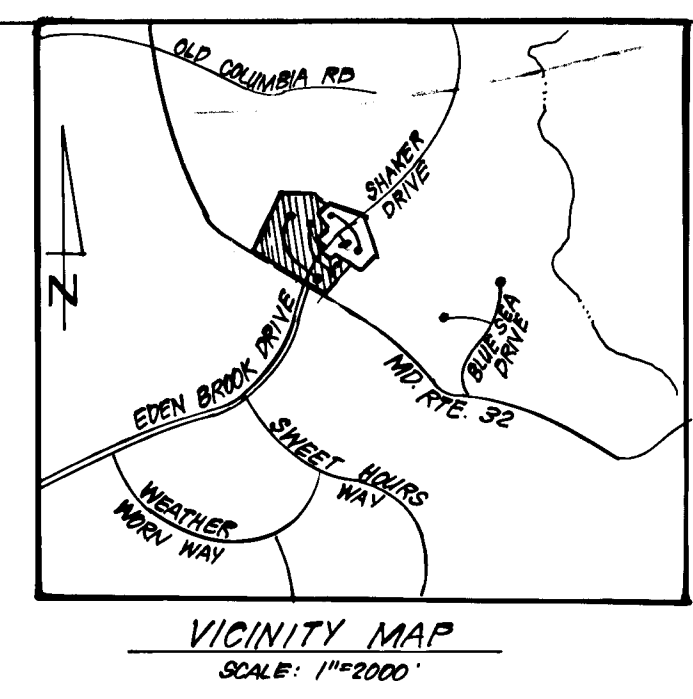 OLD COLUMBIA RD
SHAKER
DRIVE
N
EDEN BROOK DRIVE
BLUE SEA
DRIVE
MD. RTE. 32
SWEET HOURS
WAY
WEATHER
WORN WAY
VICINITY MAP
SCALE: 1"=2000'